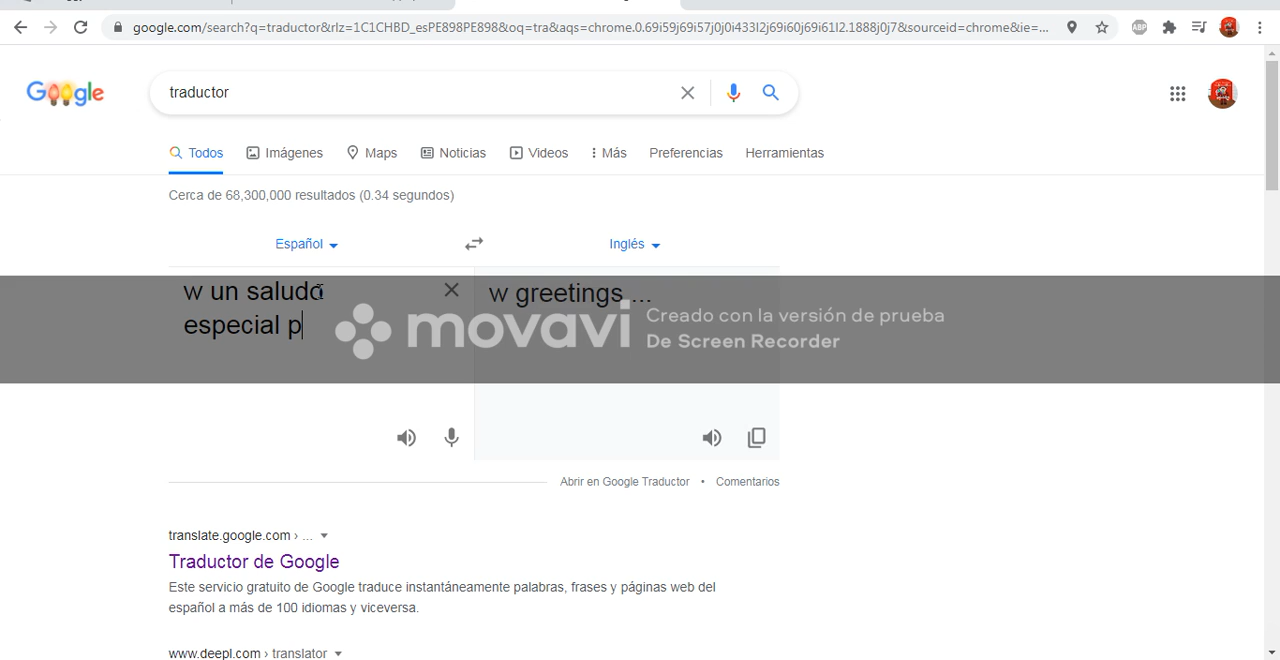 google.com/search?q=traductor&rlz=1C1CHBD_esPE898PE898&oq=tra&aqs=chrome.0.69i59j69i57j0j0i433l2j69i60j69i61l2.1888j0j7&sourceid=chrome&ie=...
ABP
Google
traductor
Todos Imágenes Maps Noticias Videos Más Preferencias Herramientas
Cerca de 68,300,000 resultados (0.34 segundos)
Español Inglés
w un saludo w greetings ...
especial p
movavi
Creado con la versión de prueba
De Screen Recorder
Abrir en Google Traductor • Comentarios
translate.google.com › ...
Traductor de Google
Este servicio gratuito de Google traduce instantáneamente palabras, frases y páginas web del
español a más de 100 idiomas y viceversa.
www.deepl.com › translator